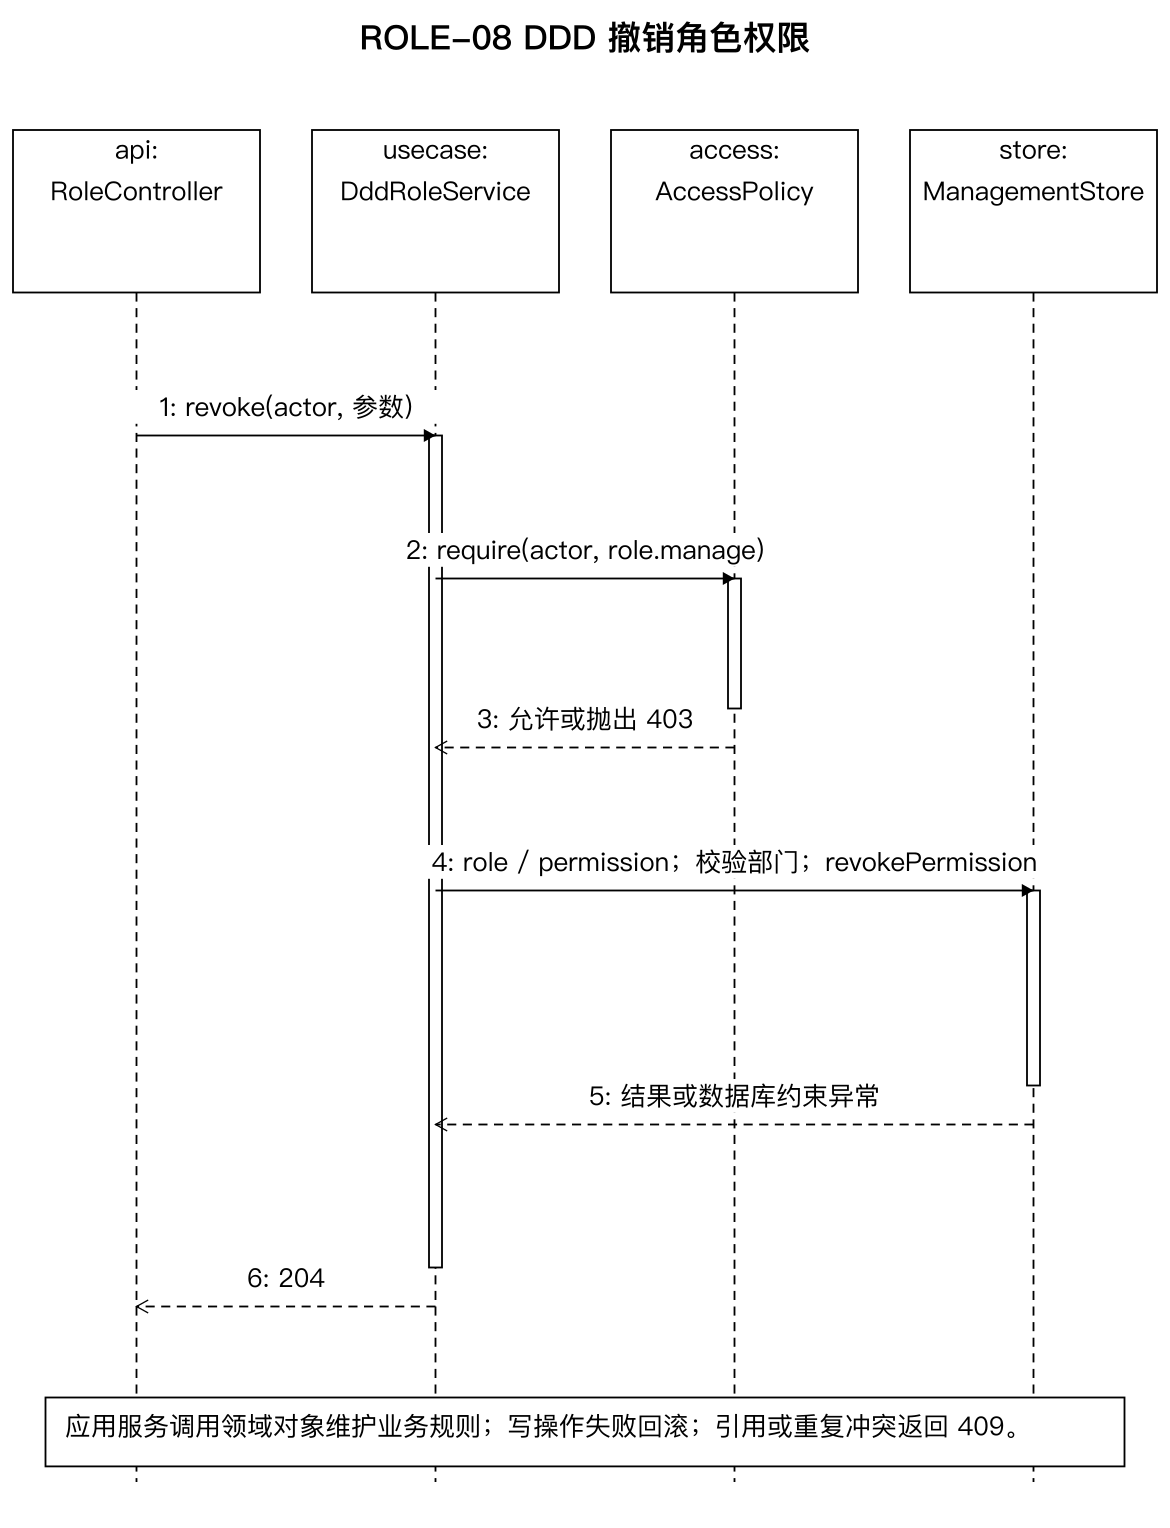 ROLE-08 DDD 撤销角色权限
api:
RoleController
usecase:
DddRoleService
access:
AccessPolicy
store:
ManagementStore
1: revoke(actor, 参数)
2: require(actor, role.manage)
3: 允许或抛出 403
4: role / permission；校验部门；revokePermission
5: 结果或数据库约束异常
6: 204
应用服务调用领域对象维护业务规则；写操作失败回滚；引用或重复冲突返回 409。